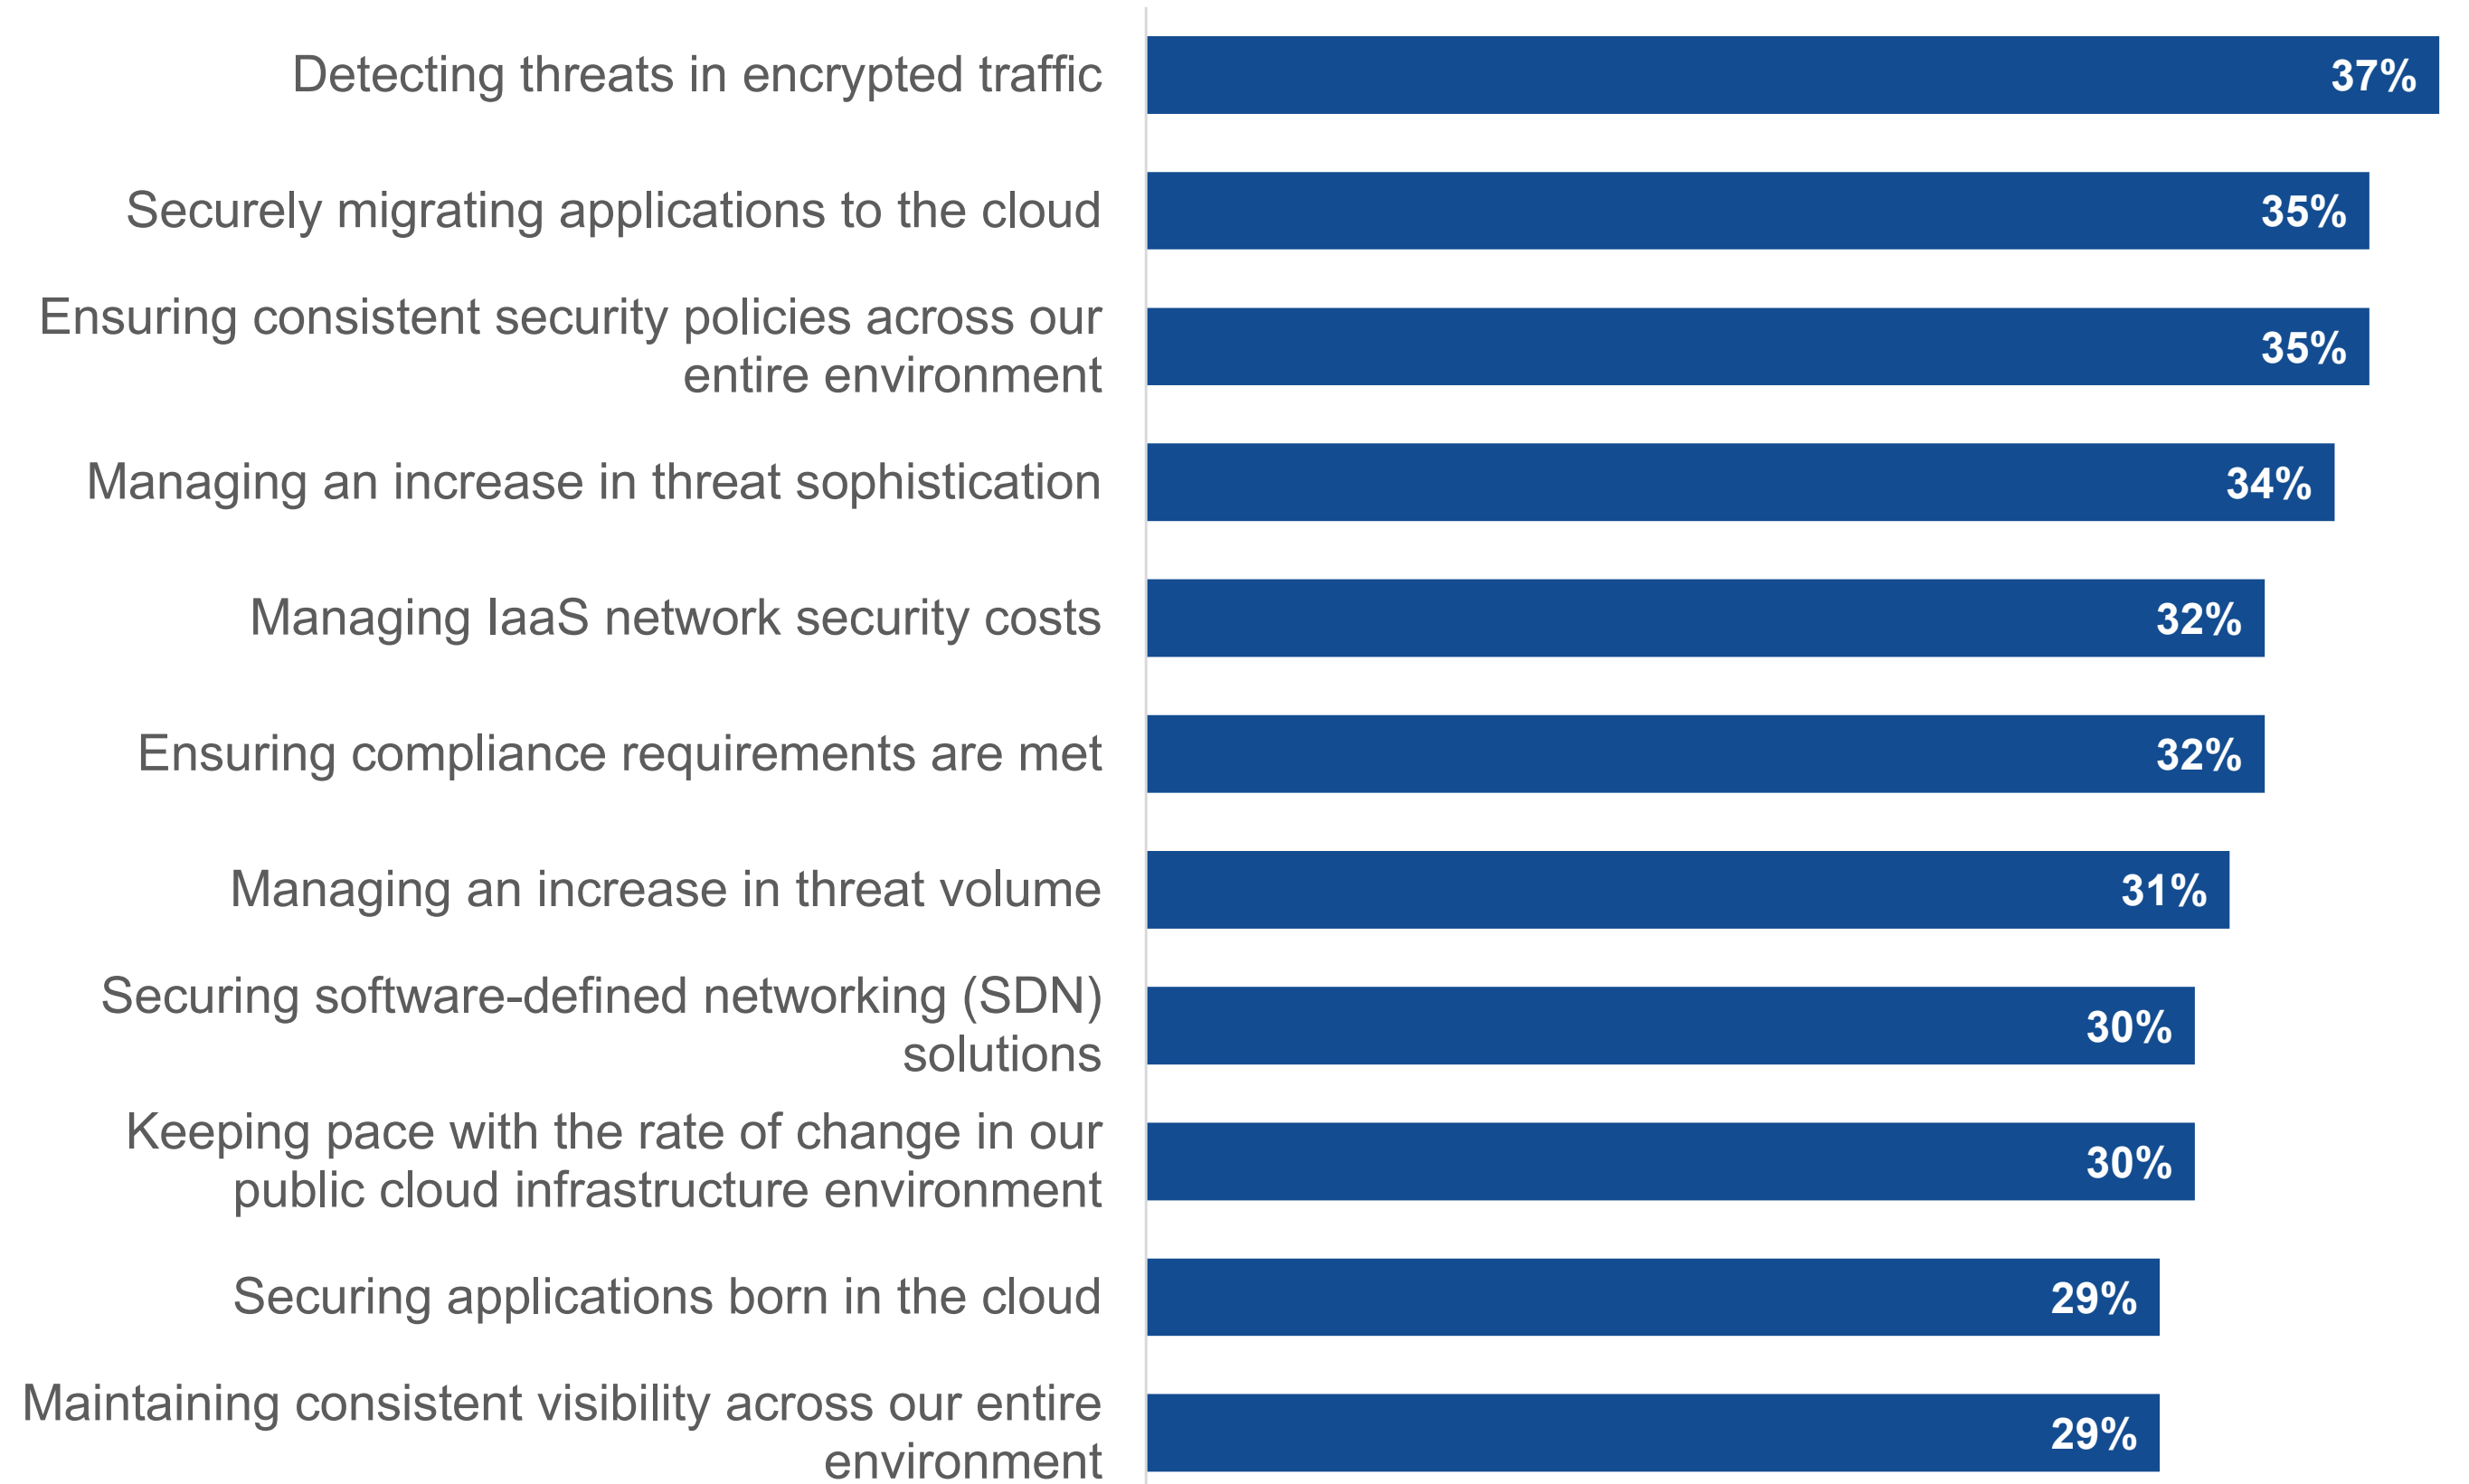 Detecting threats in encrypted traffic
37%
Securely migrating applications to the cloud
35%
Ensuring consistent security policies across our
entire environment
35%
Managing an increase in threat sophistication
34%
Managing IaaS network security costs
32%
Ensuring compliance requirements are met
32%
Managing an increase in threat volume
31%
Securing software-defined networking (SDN)
solutions
30%
Keeping pace with the rate of change in our
public cloud infrastructure environment
30%
Securing applications born in the cloud
29%
Maintaining consistent visibility across our entire
environment
29%